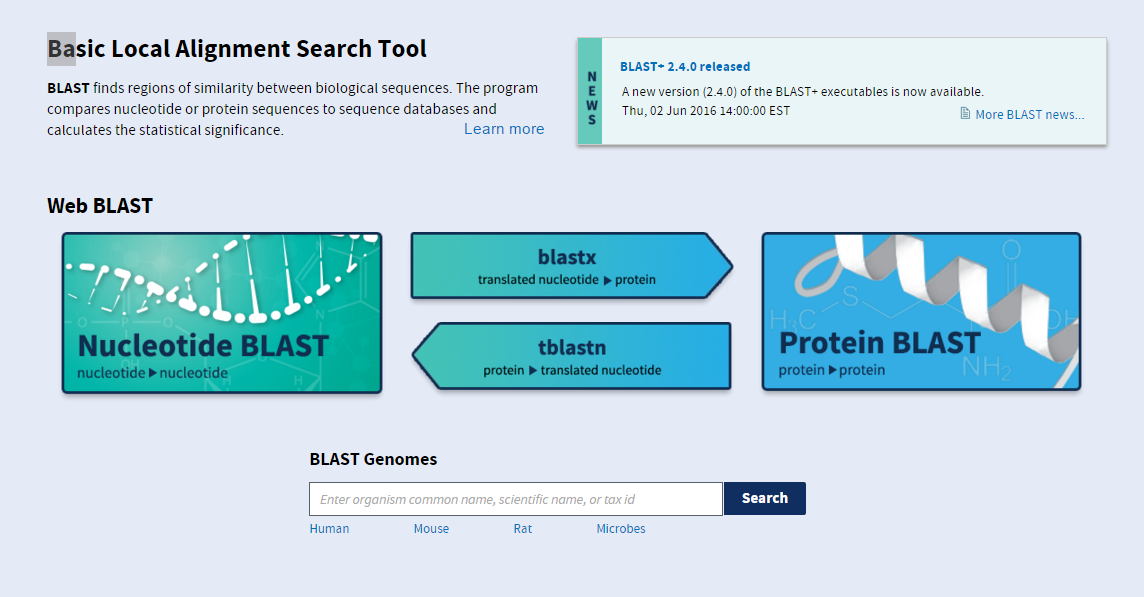 Basic Local Alignment Search Tool
BLAST finds regions of similarity between biological sequences. The program
compares nucleotide or protein sequences to sequence databases and
calculates the statistical significance. Learn more
NEWS
BLAST+ 2.4.0 released
A new version (2.4.0) of the BLAST+ executables is now available.
Thu, 02 Jun 2016 14:00:00 EST
More BLAST news...
Web BLAST
Nucleotide BLAST
nucleotide ▶ nucleotide
blastx
translated nucleotide ▶ protein
tblastn
protein ▶ translated nucleotide
O
S
H₃C
OH
NH₂
Protein BLAST
protein ▶ protein
BLAST Genomes
Enter organism common name, scientific name, or tax id
Search
Human Mouse Rat Microbes